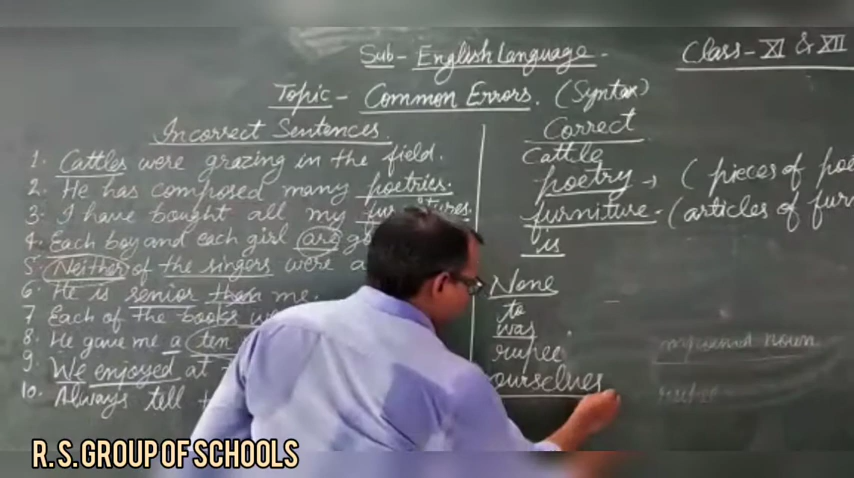 Sub - English Language -
Class - XI & XII
Topic - Common Errors. (Syntax)
Incorrect Sentences.
Correct
1. Cattles were grazing in the field.
Cattle
2. He has composed many poetries.
poetry → (pieces of
3. I have bought all my
furniture - (articles of
4. Each boy and each girl are
is
5. Neither of the singers were
None
6. He is senior than me.
to
7. Each of the books
was
8. He gave me a ten
rupee
9. We enjoyed at
ourselves
10. Always tell
noun
R. S. GROUP OF SCHOOLS